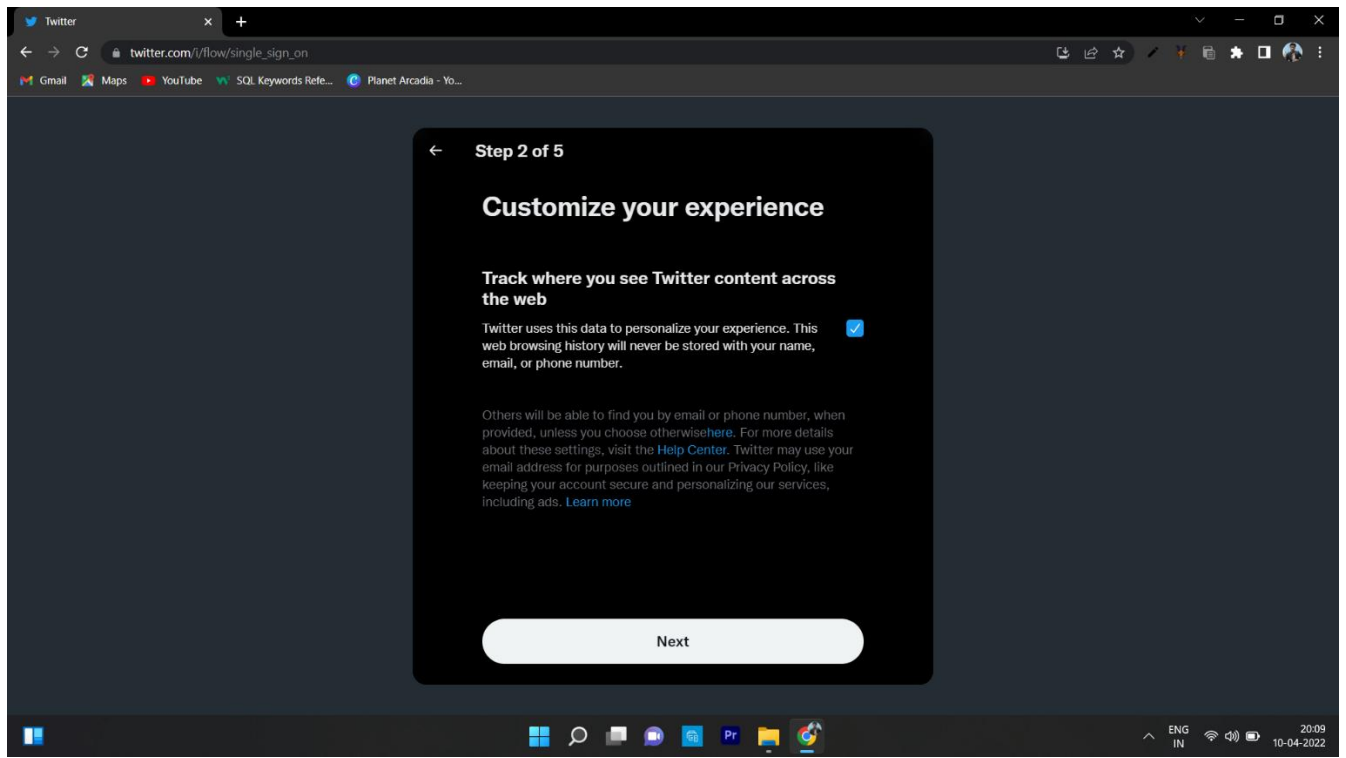 Twitter
twitter.com/i/flow/single_sign_on
Gmail Maps YouTube SQL Keywords Refe... Planet Arcadia - Yo...
Step 2 of 5
Customize your experience
Track where you see Twitter content across
the web
Twitter uses this data to personalize your experience. This
web browsing history will never be stored with your name,
email, or phone number.
Others will be able to find you by email or phone number, when
provided, unless you choose otherwisehere. For more details
about these settings, visit the Help Center. Twitter may use your
email address for purposes outlined in our Privacy Policy, like
keeping your account secure and personalizing our services,
including ads. Learn more
Next
Pr
ENG
IN
20:09
10-04-2022